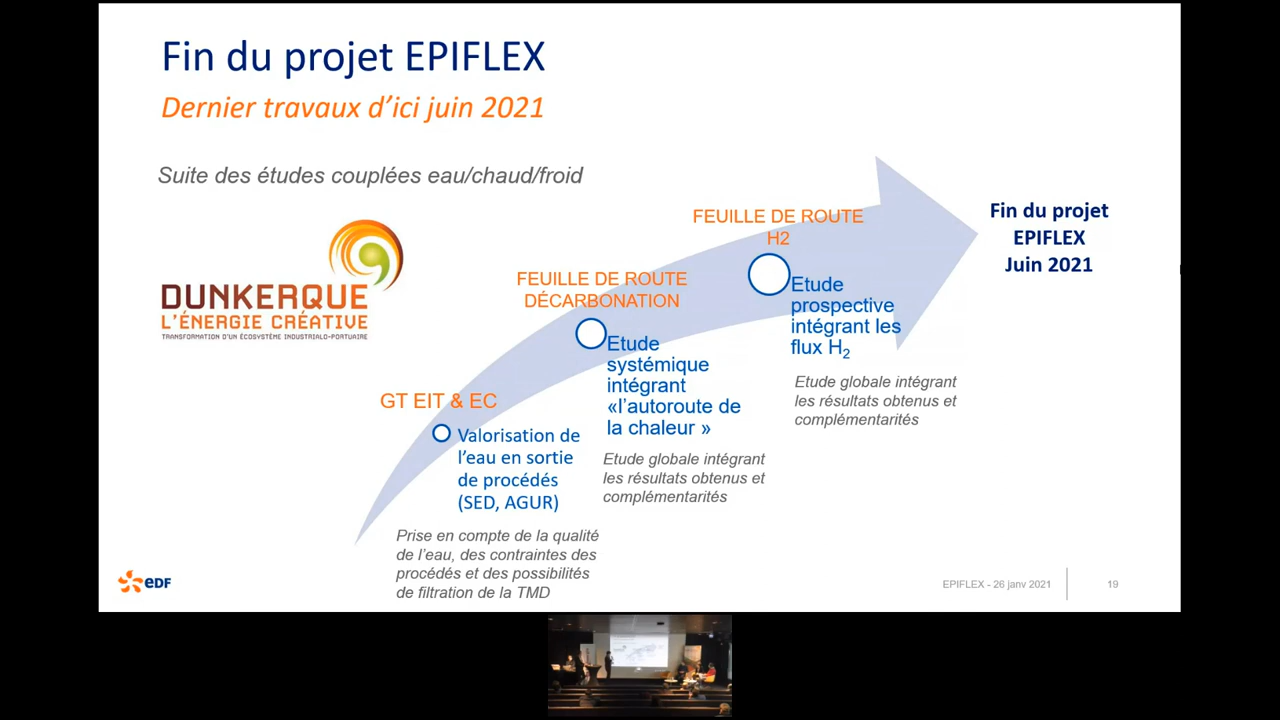 Fin du projet EPIFLEX
Dernier travaux d’ici juin 2021
Suite des études couplées eau/chaud/froid
DUNKERQUE
L’ÉNERGIE CRÉATIVE
TRANSFORMATION D’UN ÉCOSYSTÈME INDUSTRIALO-PORTUAIRE
GT EIT & EC
Valorisation de
l’eau en sortie
de procédés
(SED, AGUR)
Prise en compte de la qualité
de l’eau, des contraintes des
procédés et des possibilités
de filtration de la TMD
FEUILLE DE ROUTE
DÉCARBONATION
Etude
systémique
intégrant
«l’autoroute de
la chaleur »
Etude globale intégrant
les résultats obtenus et
complémentarités
FEUILLE DE ROUTE
H2
Etude
prospective
intégrant les
flux H2
Etude globale intégrant
les résultats obtenus et
complémentarités
Fin du projet
EPIFLEX
Juin 2021
eDF
EPIFLEX - 26 janv 2021
19